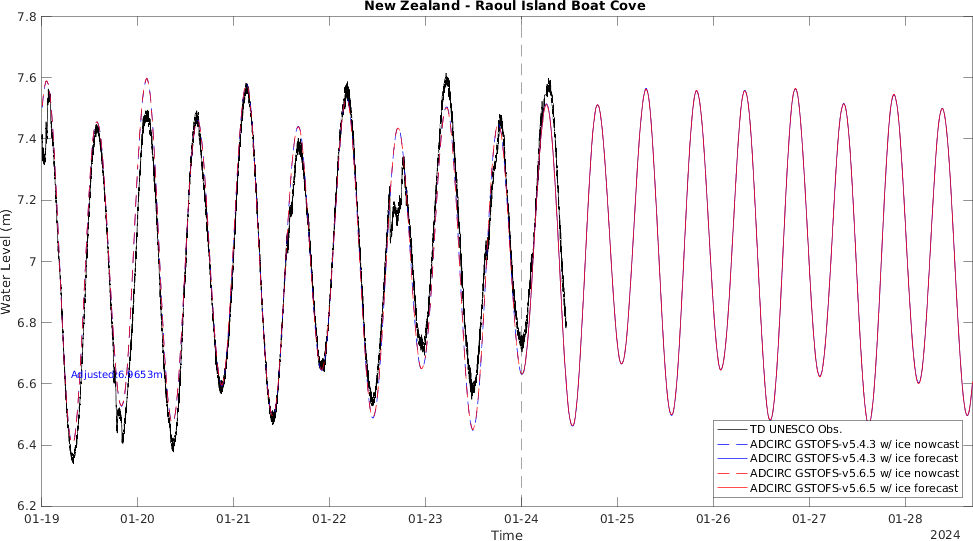 New Zealand - Raoul Island Boat Cove
7.8
7.6
7.4
7.2
7
6.8
6.6
6.4
6.2
Water Level (m)
Adjusted:6.9653m
01-19
01-20
01-21
01-22
01-23
01-24
01-25
01-26
01-27
01-28
Time
2024
TD UNESCO Obs.
ADCIRC GSTOFS-v5.4.3 w/ ice nowcast
ADCIRC GSTOFS-v5.4.3 w/ ice forecast
ADCIRC GSTOFS-v5.6.5 w/ ice nowcast
ADCIRC GSTOFS-v5.6.5 w/ ice forecast